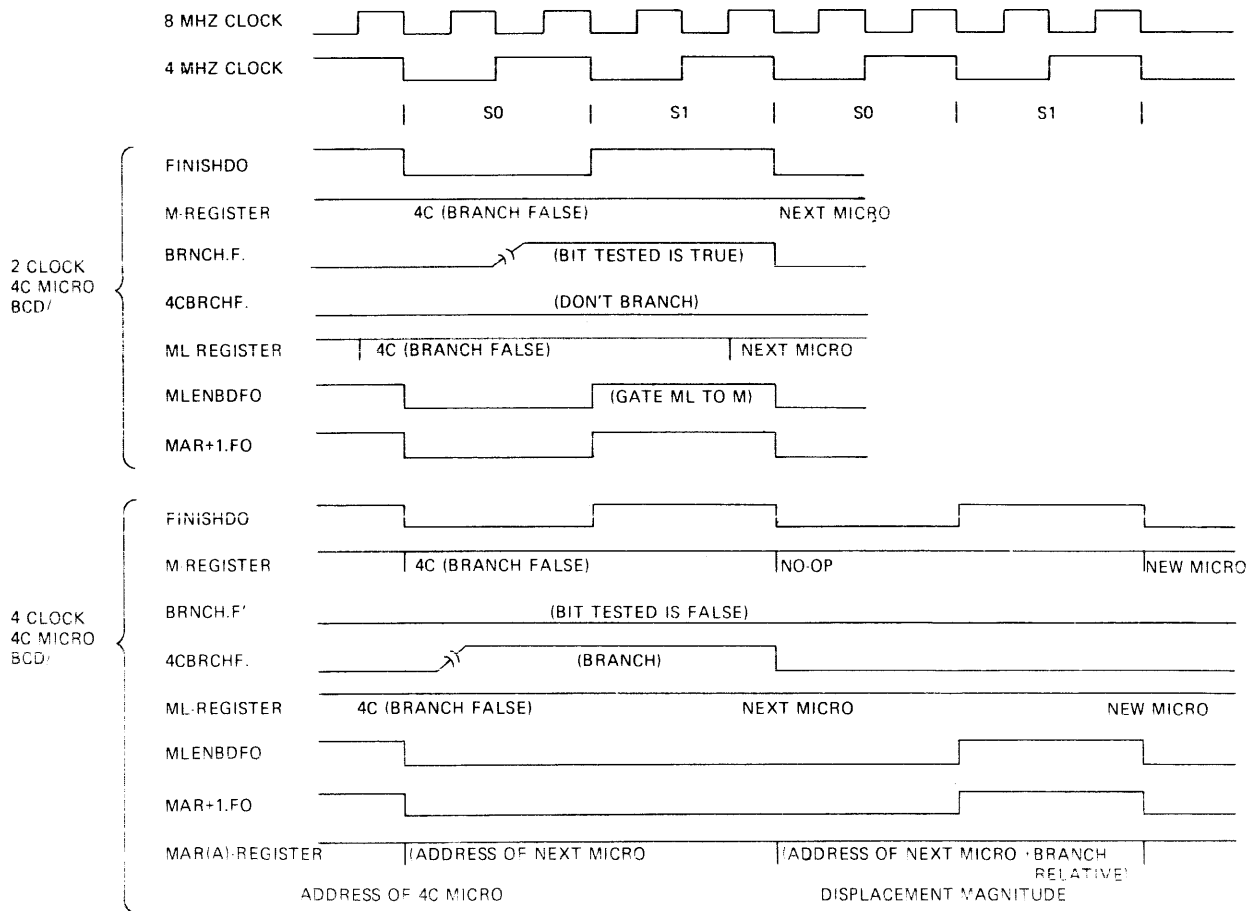 8 MHZ CLOCK
4 MHZ CLOCK
S0 S1 S0 S1
2 CLOCK
4C MICRO
BCD/
FINISHDO
M-REGISTER 4C (BRANCH FALSE) NEXT MICRO
BRNCH.F. (BIT TESTED IS TRUE)
4CBRCHF. (DON'T BRANCH)
ML REGISTER 4C (BRANCH FALSE) NEXT MICRO
MLENBDFO (GATE ML TO M)
MAR+1.FO
4 CLOCK
4C MICRO
BCD/
FINISHDO
M-REGISTER 4C (BRANCH FALSE) NO-OP NEW MICRO
BRNCH.F' (BIT TESTED IS FALSE)
4CBRCHF. (BRANCH)
ML-REGISTER 4C (BRANCH FALSE) NEXT MICRO NEW MICRO
MLENBDFO
MAR+1.FO
MAR(A)-REGISTER (ADDRESS OF NEXT MICRO (ADDRESS OF NEXT MICRO + BRANCH
RELATIVE)
ADDRESS OF 4C MICRO DISPLACEMENT MAGNITUDE